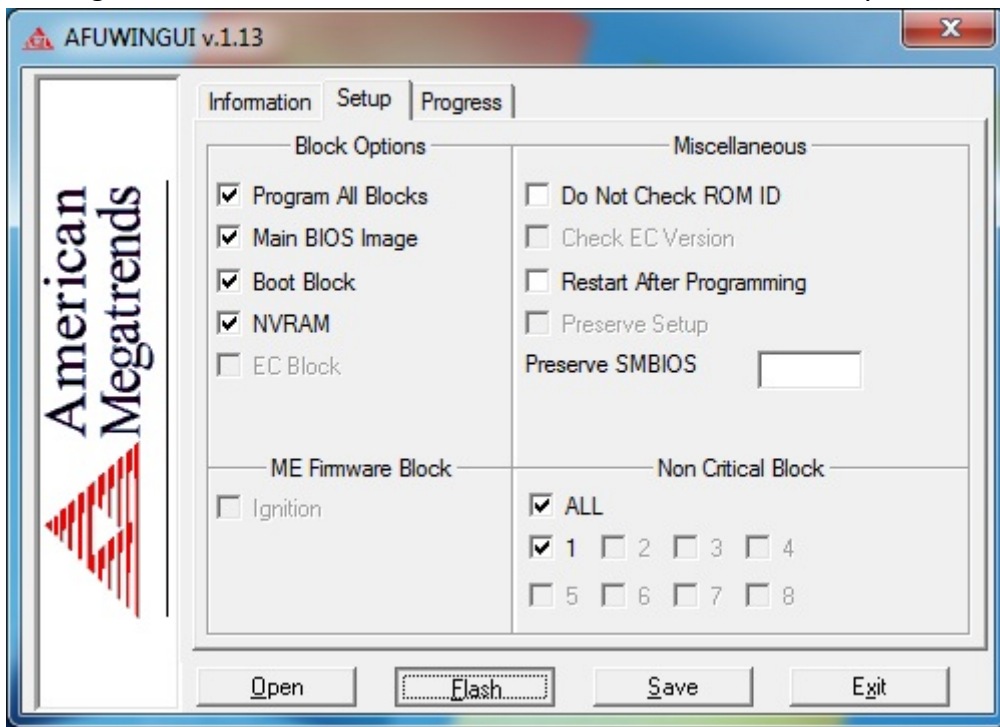 AFUWINGUI v.1.13
American
Megatrends
Information Setup Progress
Block Options
Program All Blocks
Main BIOS Image
Boot Block
NVRAM
EC Block
Miscellaneous
Do Not Check ROM ID
Check EC Version
Restart After Programming
Preserve Setup
Preserve SMBIOS
ME Firmware Block
Ignition
Non Critical Block
ALL
1 2 3 4
5 6 7 8
Open Flash Save Exit